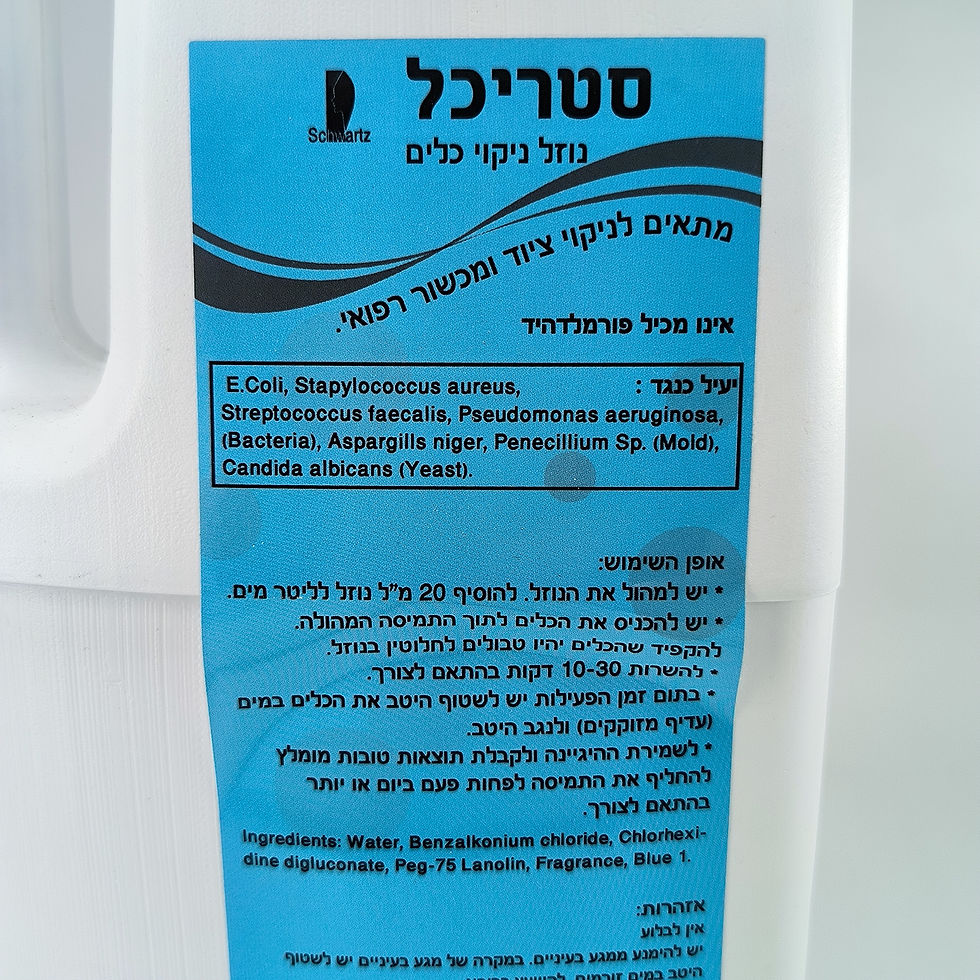 סטריכל
Schwartz
נוזל ניקוי כלים
מתאים לניקוי ציוד ומכשור רפואי.
אינו מכיל פורמלדהיד
יעיל כנגד : E.Coli, Stapylococcus aureus,
Streptococcus faecalis, Pseudomonas aeruginosa,
(Bacteria), Aspargills niger, Penecillium Sp. (Mold),
Candida albicans (Yeast).
אופן השימוש:
* יש למהול את הנוזל. להוסיף 20 מ"ל נוזל לליטר מים.
* יש להכניס את הכלים לתוך התמיסה המהולה.
להקפיד שהכלים יהיו טבולים לחלוטין בנוזל.
* להשרות 10-30 דקות בהתאם לצורך.
* בתום זמן הפעילות יש לשטוף היטב את הכלים במים
(עדיף מזוקקים) ולנגב היטב.
* לשמירת ההיגיינה ולקבלת תוצאות טובות מומלץ
להחליף את התמיסה לפחות פעם ביום או יותר
בהתאם לצורך.
Ingredients: Water, Benzalkonium chloride, Chlorhexi-
dine digluconate, Peg-75 Lanolin, Fragrance, Blue 1.
אזהרות:
אין לבלוע
יש להימנע ממגע בעיניים. במקרה של מגע בעיניים יש לשטוף
היטב במים זורמים.